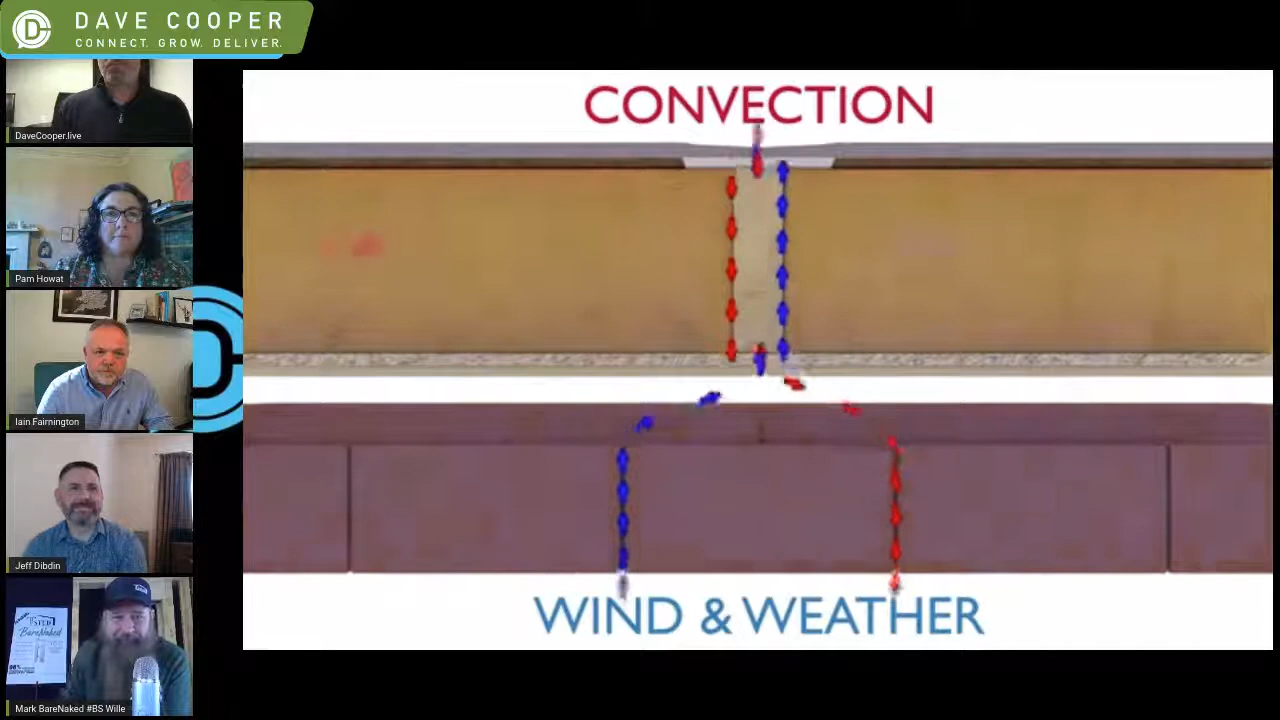 DAVE COOPER
CONNECT. GROW. DELIVER.
DaveCooper.live
Pam Howat
Iain Fairnington
Jeff Dibdin
BareNaked
Mark BareNaked #BS Wille
CONVECTION
WIND & WEATHER